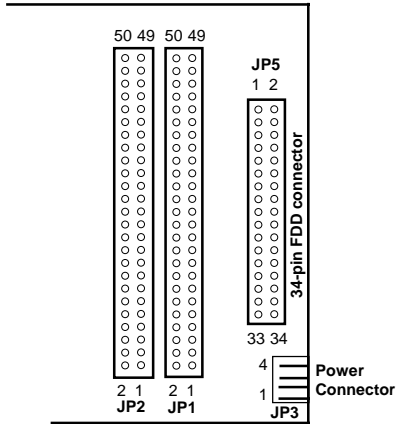 50 49 50 49
JP5
1 2
34-pin FDD connector
33 34
4
Power
1
Connector
2 1 2 1
JP2 JP1
JP3